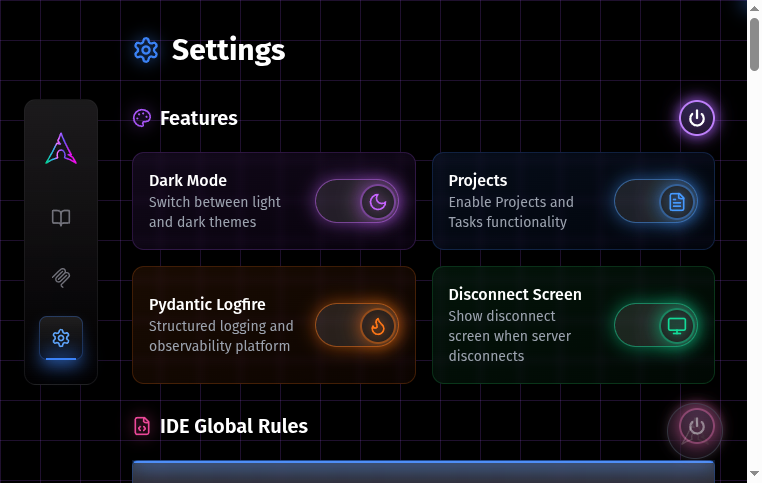 Settings
Features
Dark Mode
Switch between light
and dark themes
Projects
Enable Projects and
Tasks functionality
Pydantic Logfire
Structured logging and
observability platform
Disconnect Screen
Show disconnect
screen when server
disconnects
IDE Global Rules